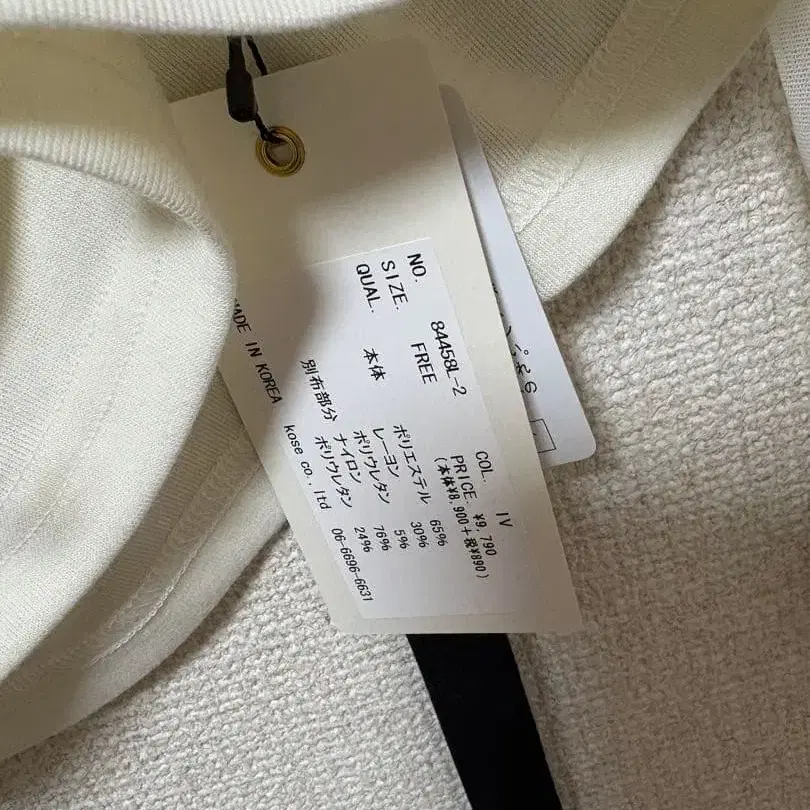 NO. 84458L-2 COL. IV
SIZE. FREE PRICE. ¥9,790
(本体¥8,900+税¥890)
QUAL. 本体 ポリエステル 65%
レーヨン 30%
ポリウレタン 5%
別布部分 ナイロン 76%
ポリウレタン 24%
MADE IN KOREA kose co.,ltd 06-6696-6631